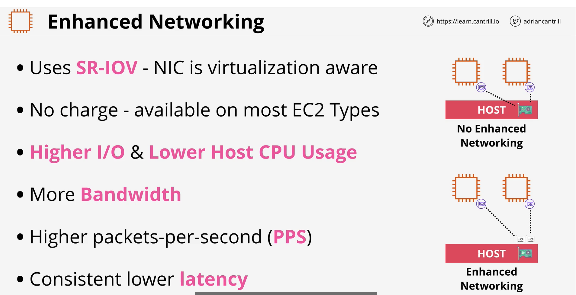 Enhanced Networking
https://learn.cantrill.io
adriancantrill
• Uses SR-IOV - NIC is virtualization aware
• No charge - available on most EC2 Types
• Higher I/O & Lower Host CPU Usage
• More Bandwidth
• Higher packets-per-second (PPS)
• Consistent lower latency
HOST
No Enhanced
Networking
HOST
Enhanced
Networking